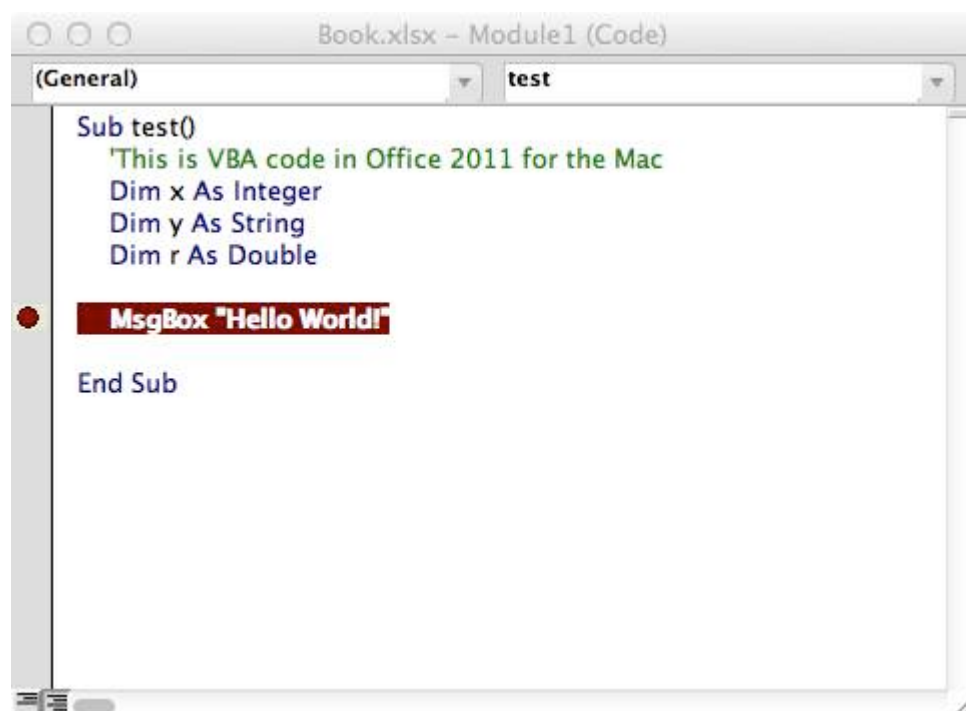 Book.xlsx – Module1 (Code)
(General) test
Sub test()
'This is VBA code in Office 2011 for the Mac
Dim x As Integer
Dim y As String
Dim r As Double
MsgBox "Hello World!"
End Sub